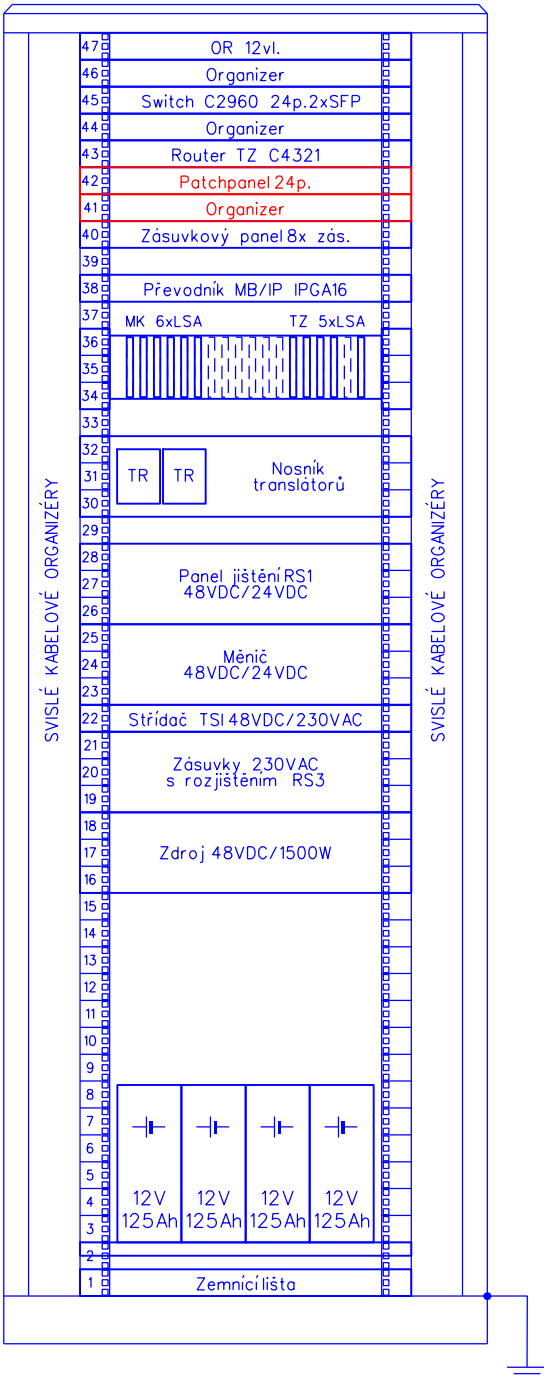 47 OR 12vl.
46 Organizer
45 Switch C2960 24p.2xSFP
44 Organizer
43 Router TZ C4321
42 Patchpanel 24p.
41 Organizer
40 Zásuvkový panel 8x zás.
39
38 Převodník MB/IP IPGA16
37
MK 6xLSA TZ 5xLSA
36
35
34
33
32
31 TR TR Nosník
translátorů
30
29
28
Panel jištění RS1
27
48VDC/24VDC
26
25
Měnič
24
48VDC/24VDC
23
22 Střídač TSI 48VDC/230VAC
21
Zásuvky 230VAC
20
s rozjištěním RS3
19
18
17 Zdroj 48VDC/1500W
16
15
14
13
12
11
10
9
8
7
6
5
4 12V 12V 12V 12V
3 125Ah 125Ah 125Ah 125Ah
2
1 Zemnící lišta
SVISLÉ KABELOVÉ ORGANIZÉRY
SVISLÉ KABELOVÉ ORGANIZÉRY